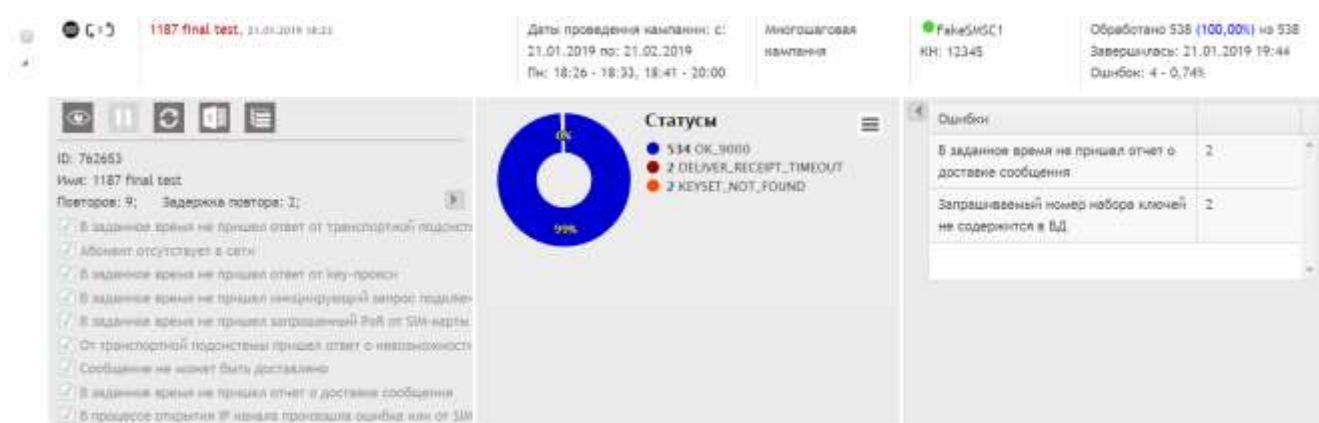 1187 final test, 21.01.2019 18:22
Даты проведения кампании: с:
21.01.2019 по: 21.02.2019
Пн: 18:26 - 18:33, 18:41 - 20:00
Многошаговая
кампания
FakeSMSC1
КН: 12345
Обработано 538 (100,00%) из 538
Завершилась: 21.01.2019 19:44
Ошибок: 4 - 0,74%
ID: 762653
Имя: 1187 final test
Повторов: 9; Задержка повтора: 2;
В заданное время не пришел ответ от транспортной подсист
Абонент отсутствует в сети
В заданное время не пришел ответ от key-прокси
В заданное время не пришел инициирующий запрос подключ
В заданное время не пришел запрошенный PoR от SIM-карты
От транспортной подсистемы пришел ответ о невозможност
Сообщение не может быть доставлено
В заданное время не пришел отчет о доставке сообщения
В процессе открытия IP канала произошла ошибка или от SIM
Статусы
534 OK_9000
2 DELIVER_RECEIPT_TIMEOUT
2 KEYSET_NOT_FOUND
0%
99%
Ошибки
В заданное время не пришел отчет о
доставке сообщения
2
Запрашиваемый номер набора ключей
не содержится в БД
2